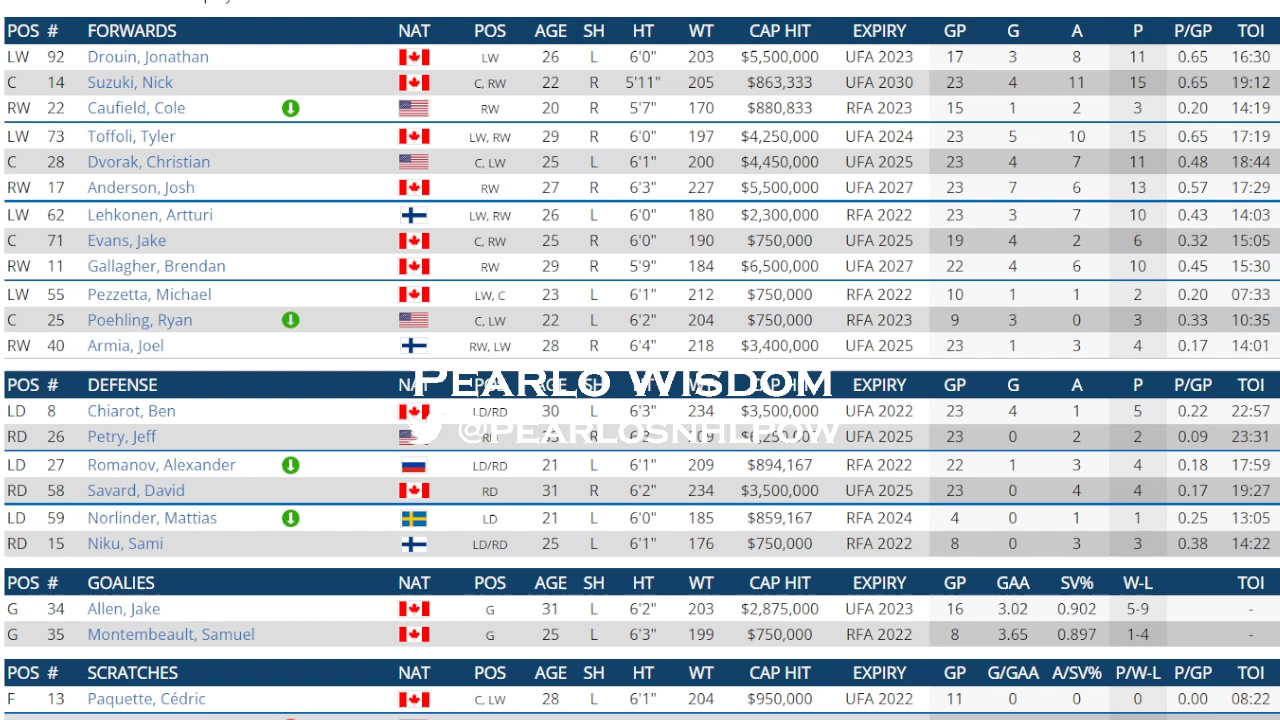 POS # FORWARDS NAT POS AGE SH HT WT CAP HIT EXPIRY GP G A P P/GP TOI
LW 92 Drouin, Jonathan LW 26 L 6'0" 203 $5,500,000 UFA 2023 17 3 8 11 0.65 16:30
C 14 Suzuki, Nick C, RW 22 R 5'11" 205 $863,333 UFA 2030 23 4 11 15 0.65 19:12
RW 22 Caufield, Cole RW 20 R 5'7" 170 $880,833 RFA 2023 15 1 2 3 0.20 14:19
LW 73 Toffoli, Tyler LW, RW 29 R 6'0" 197 $4,250,000 UFA 2024 23 5 10 15 0.65 17:19
C 28 Dvorak, Christian C, LW 25 L 6'1" 200 $4,450,000 UFA 2025 23 4 7 11 0.48 18:44
RW 17 Anderson, Josh RW 27 R 6'3" 227 $5,500,000 UFA 2027 23 7 6 13 0.57 17:29
LW 62 Lehkonen, Artturi LW, RW 26 L 6'0" 180 $2,300,000 RFA 2022 23 3 7 10 0.43 14:03
C 71 Evans, Jake C, RW 25 R 6'0" 190 $750,000 UFA 2025 19 4 2 6 0.32 15:05
RW 11 Gallagher, Brendan RW 29 R 5'9" 184 $6,500,000 UFA 2027 22 4 6 10 0.45 15:30
LW 55 Pezzetta, Michael LW, C 23 L 6'1" 212 $750,000 RFA 2022 10 1 1 2 0.20 07:33
C 25 Poehling, Ryan C, LW 22 L 6'2" 204 $750,000 RFA 2023 9 3 0 3 0.33 10:35
RW 40 Armia, Joel RW, LW 28 R 6'4" 218 $3,400,000 UFA 2025 23 1 3 4 0.17 14:01
POS # DEFENSE NAT POS AGE SH HT WT CAP HIT EXPIRY GP G A P P/GP TOI
PEARLO WISDOM
LD 8 Chiarot, Ben LD/RD 30 L 6'3" 234 $3,500,000 UFA 2022 23 4 1 5 0.22 22:57
RD 26 Petry, Jeff R UFA 2025 23 0 2 2 0.09 23:31
@PEARLOSNHLPOW
LD 27 Romanov, Alexander LD/RD 21 L 6'1" 209 $894,167 RFA 2022 22 1 3 4 0.18 17:59
RD 58 Savard, David RD 31 R 6'2" 234 $3,500,000 UFA 2025 23 0 4 4 0.17 19:27
LD 59 Norlinder, Mattias LD 21 L 6'0" 185 $859,167 RFA 2024 4 0 1 1 0.25 13:05
RD 15 Niku, Sami LD/RD 25 L 6'1" 176 $750,000 RFA 2022 8 0 3 3 0.38 14:22
POS # GOALIES NAT POS AGE SH HT WT CAP HIT EXPIRY GP GAA SV% W-L TOI
G 34 Allen, Jake G 31 L 6'2" 203 $2,875,000 UFA 2023 16 3.02 0.902 5-9 -
G 35 Montembeault, Samuel G 25 L 6'3" 199 $750,000 RFA 2022 8 3.65 0.897 1-4 -
POS # SCRATCHES NAT POS AGE SH HT WT CAP HIT EXPIRY GP G/GAA A/SV% P/W-L P/GP TOI
F 13 Paquette, Cédric C, LW 28 L 6'1" 204 $950,000 UFA 2022 11 0 0 0 0.00 08:22